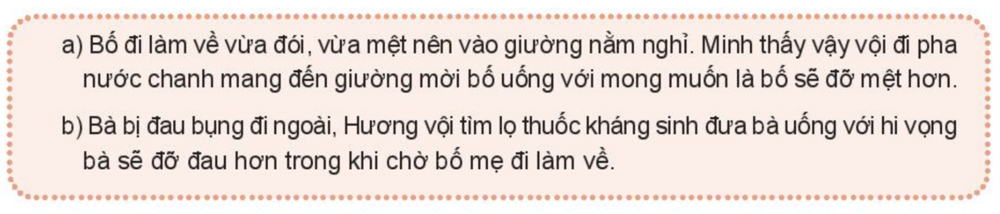 a) Bố đi làm về vừa đói, vừa mệt nên vào giường nằm nghỉ. Minh thấy vậy vội đi pha
nước chanh mang đến giường mời bố uống với mong muốn là bố sẽ đỡ mệt hơn.
b) Bà bị đau bụng đi ngoài, Hương vội tìm lọ thuốc kháng sinh đưa bà uống với hi vọng
bà sẽ đỡ đau hơn trong khi chờ bố mẹ đi làm về.